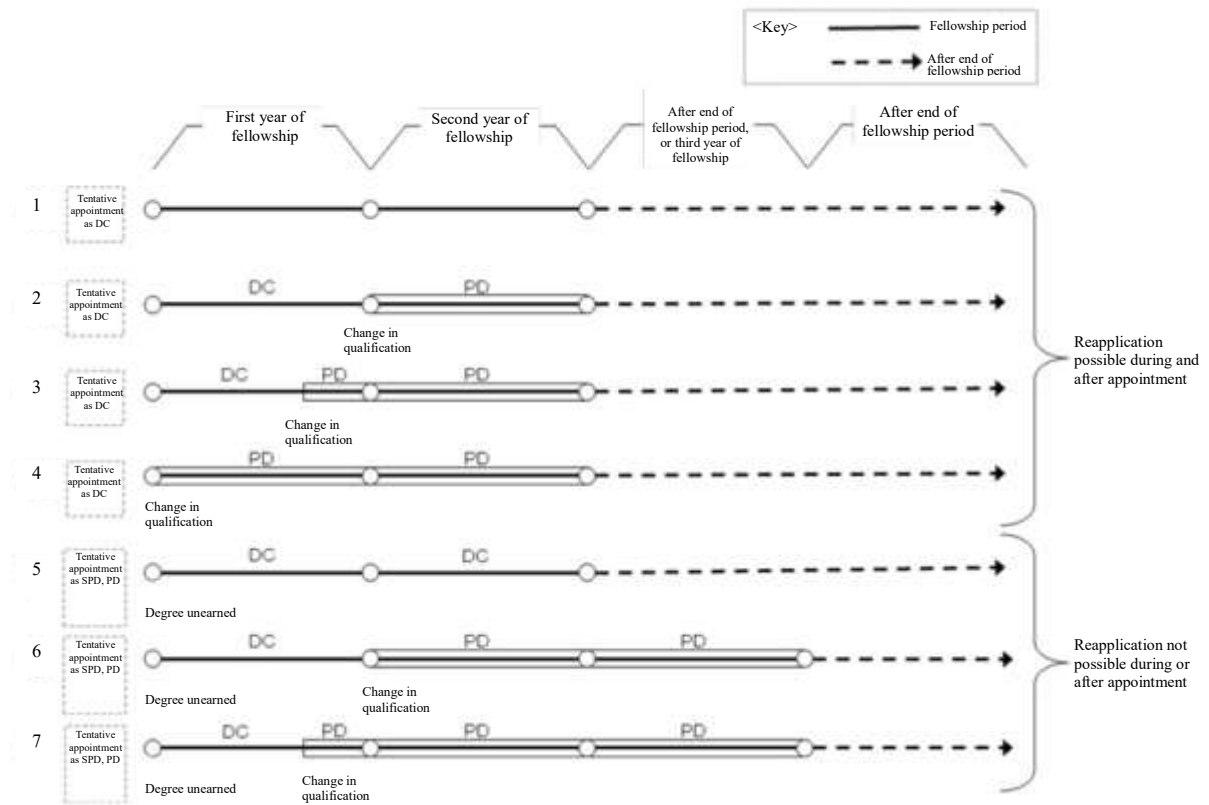 <Key>
Fellowship period
After end of
fellowship period
First year of
fellowship
Second year of
fellowship
After end of
fellowship period,
or third year of
fellowship
After end of
fellowship period
1
Tentative
appointment
as DC
2
Tentative
appointment
as DC
DC
PD
Change in
qualification
3
Tentative
appointment
as DC
DC
PD
PD
Change in
qualification
4
Tentative
appointment
as DC
PD
PD
Change in
qualification
Reapplication
possible during and
after appointment
5
Tentative
appointment
as SPD, PD
DC
DC
Degree unearned
6
Tentative
appointment
as SPD, PD
DC
PD
PD
Degree unearned
Change in
qualification
7
Tentative
appointment
as SPD, PD
DC
PD
PD
PD
Degree unearned
Change in
qualification
Reapplication not
possible during or
after appointment